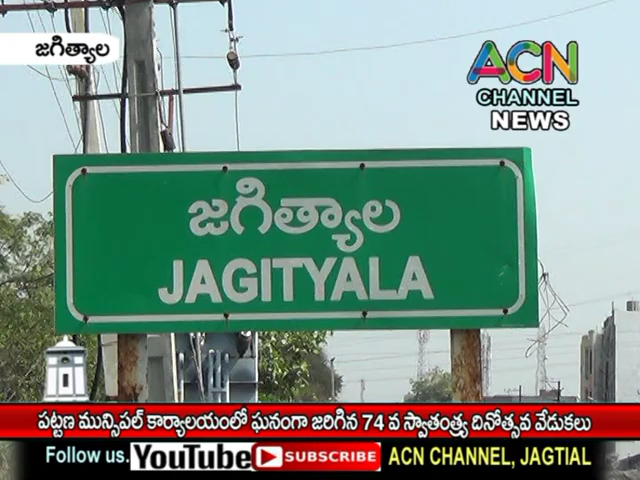 జగిత్యాల
ACN
CHANNEL
NEWS
జగిత్యాల
JAGITYALA
పట్టణ మున్సిపల్ కార్యాలయంలో ఘనంగా జరిగిన 74 వ స్వాతంత్ర్య దినోత్సవ వేడుకలు
Follow us. YouTube SUBSCRIBE ACN CHANNEL, JAGTIAL